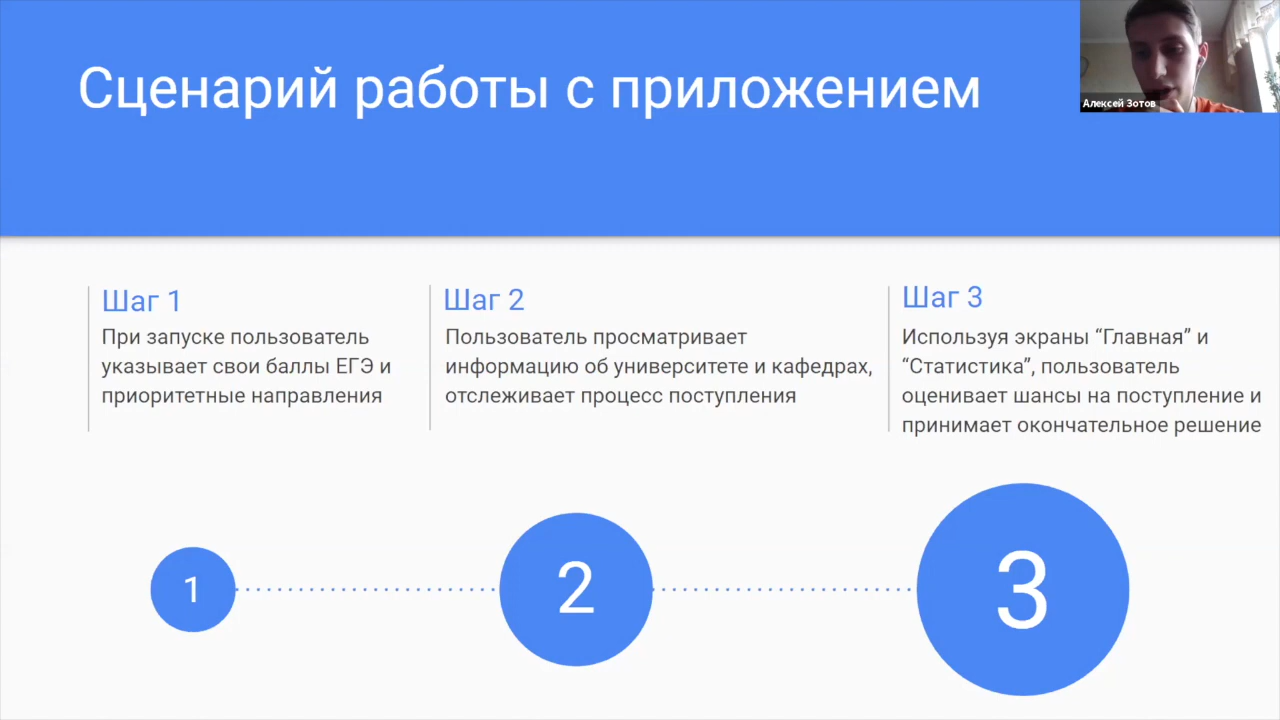 Сценарий работы с приложением
Алексей Зотов
Шаг 1
При запуске пользователь
указывает свои баллы ЕГЭ и
приоритетные направления
Шаг 2
Пользователь просматривает
информацию об университете и кафедрах,
отслеживает процесс поступления
Шаг 3
Используя экраны “Главная” и
“Статистика”, пользователь
оценивает шансы на поступление и
принимает окончательное решение
1
2
3